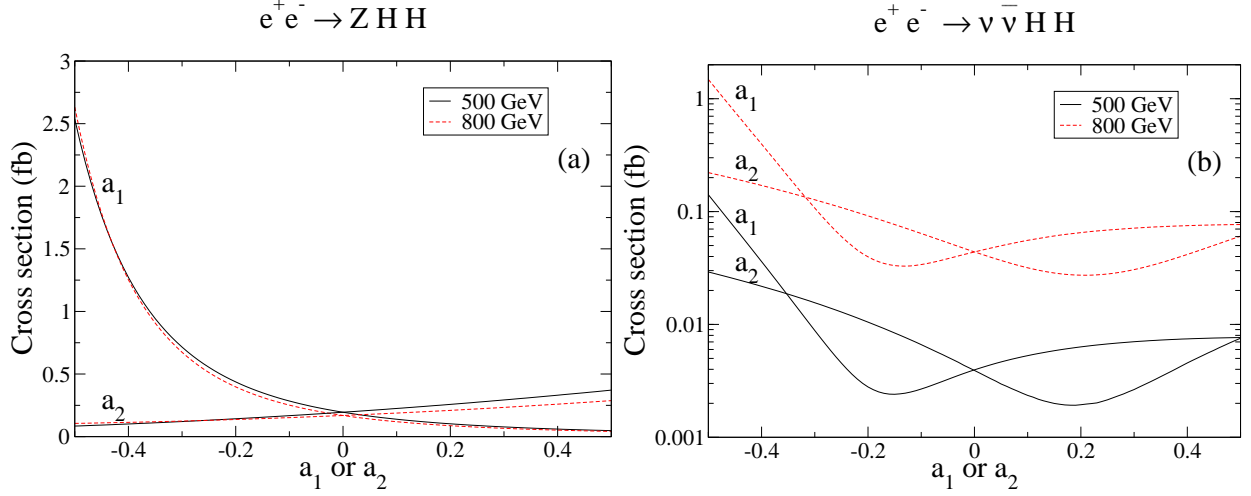 e⁺ e⁻ → Z H H
3
2.5
2
1.5
1
0.5
0
-0.4
-0.2
0
0.2
0.4
Cross section (fb)
a₁ or a₂
500 GeV
800 GeV
(a)
a₁
a₂
e⁺ e⁻ → ν ν̄ H H
1
0.1
0.01
0.001
-0.4
-0.2
0
0.2
0.4
Cross section (fb)
a₁ or a₂
500 GeV
800 GeV
(b)
a₁
a₂
a₁
a₂